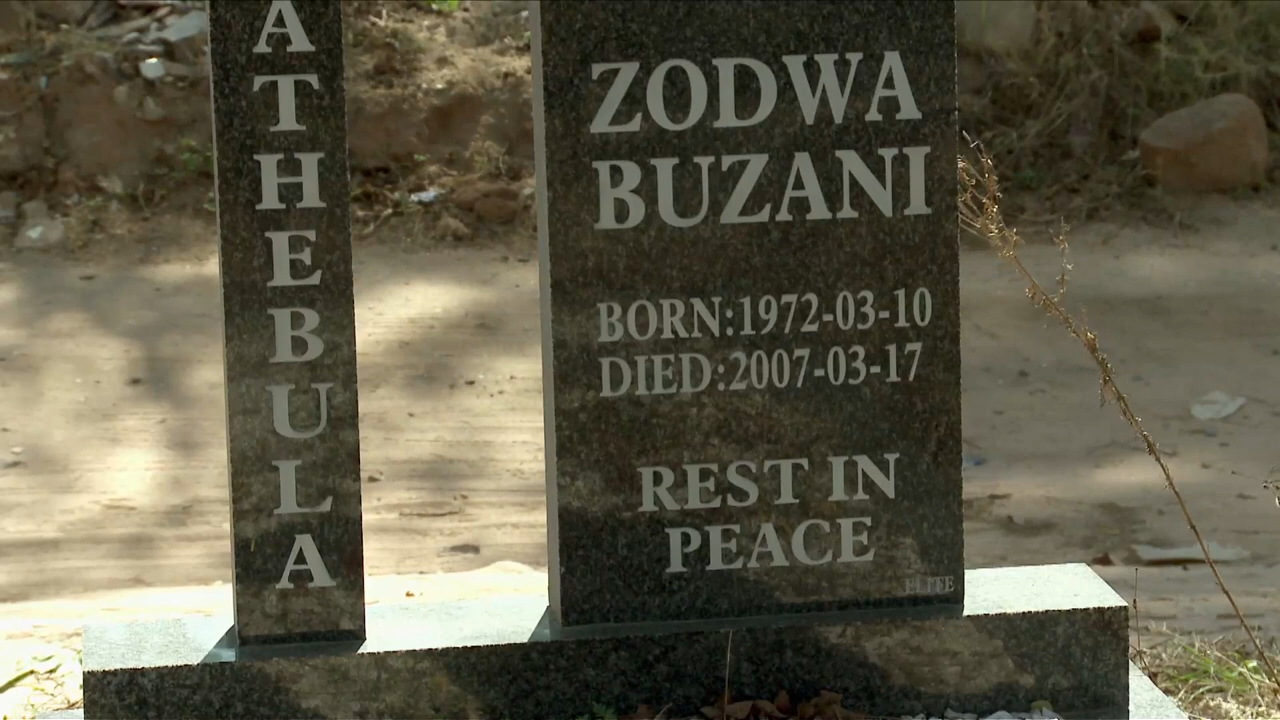 ATHEBULA
ZODWA
BUZANI
BORN:1972-03-10
DIED:2007-03-17
REST IN
PEACE
ELITE